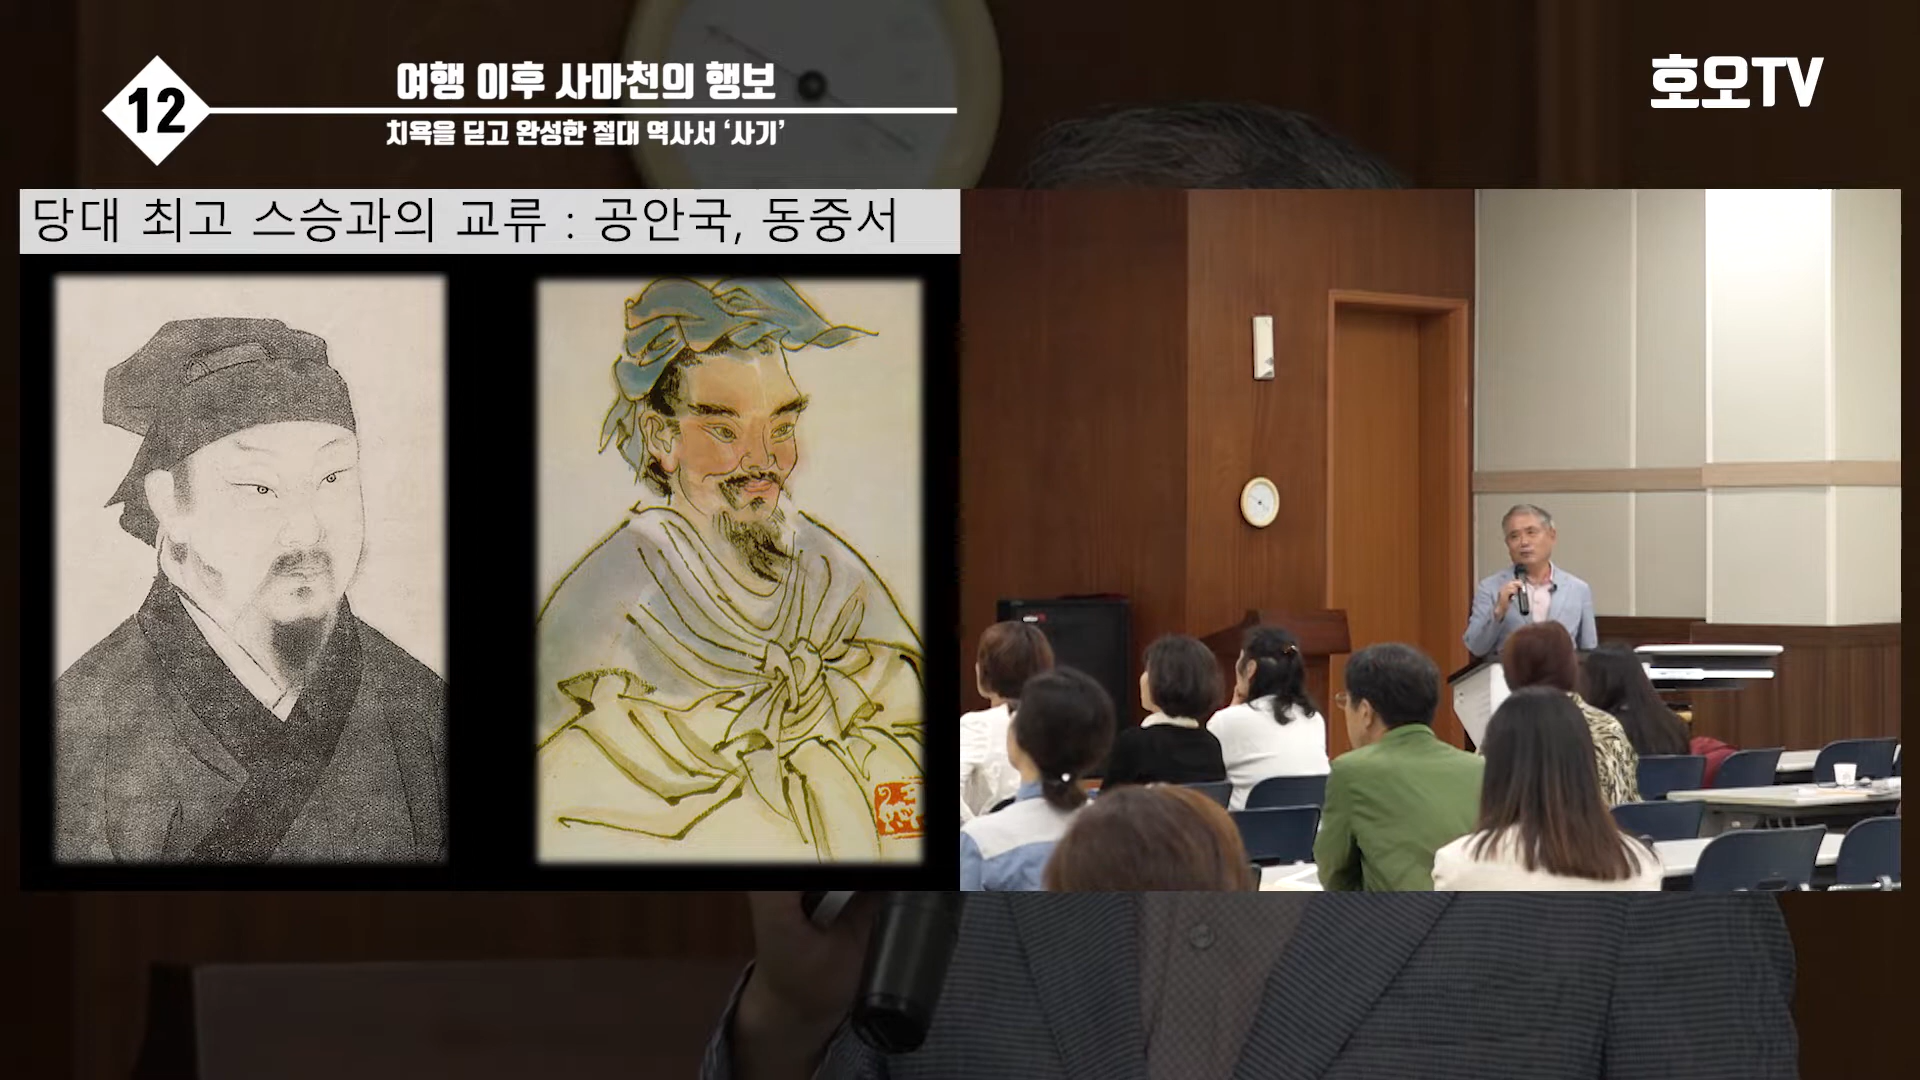 12
여행 이후 사마천의 행보
치욕을 딛고 완성한 절대 역사서 ‘사기’
호오TV
당대 최고 스승과의 교류 : 공안국, 동중서